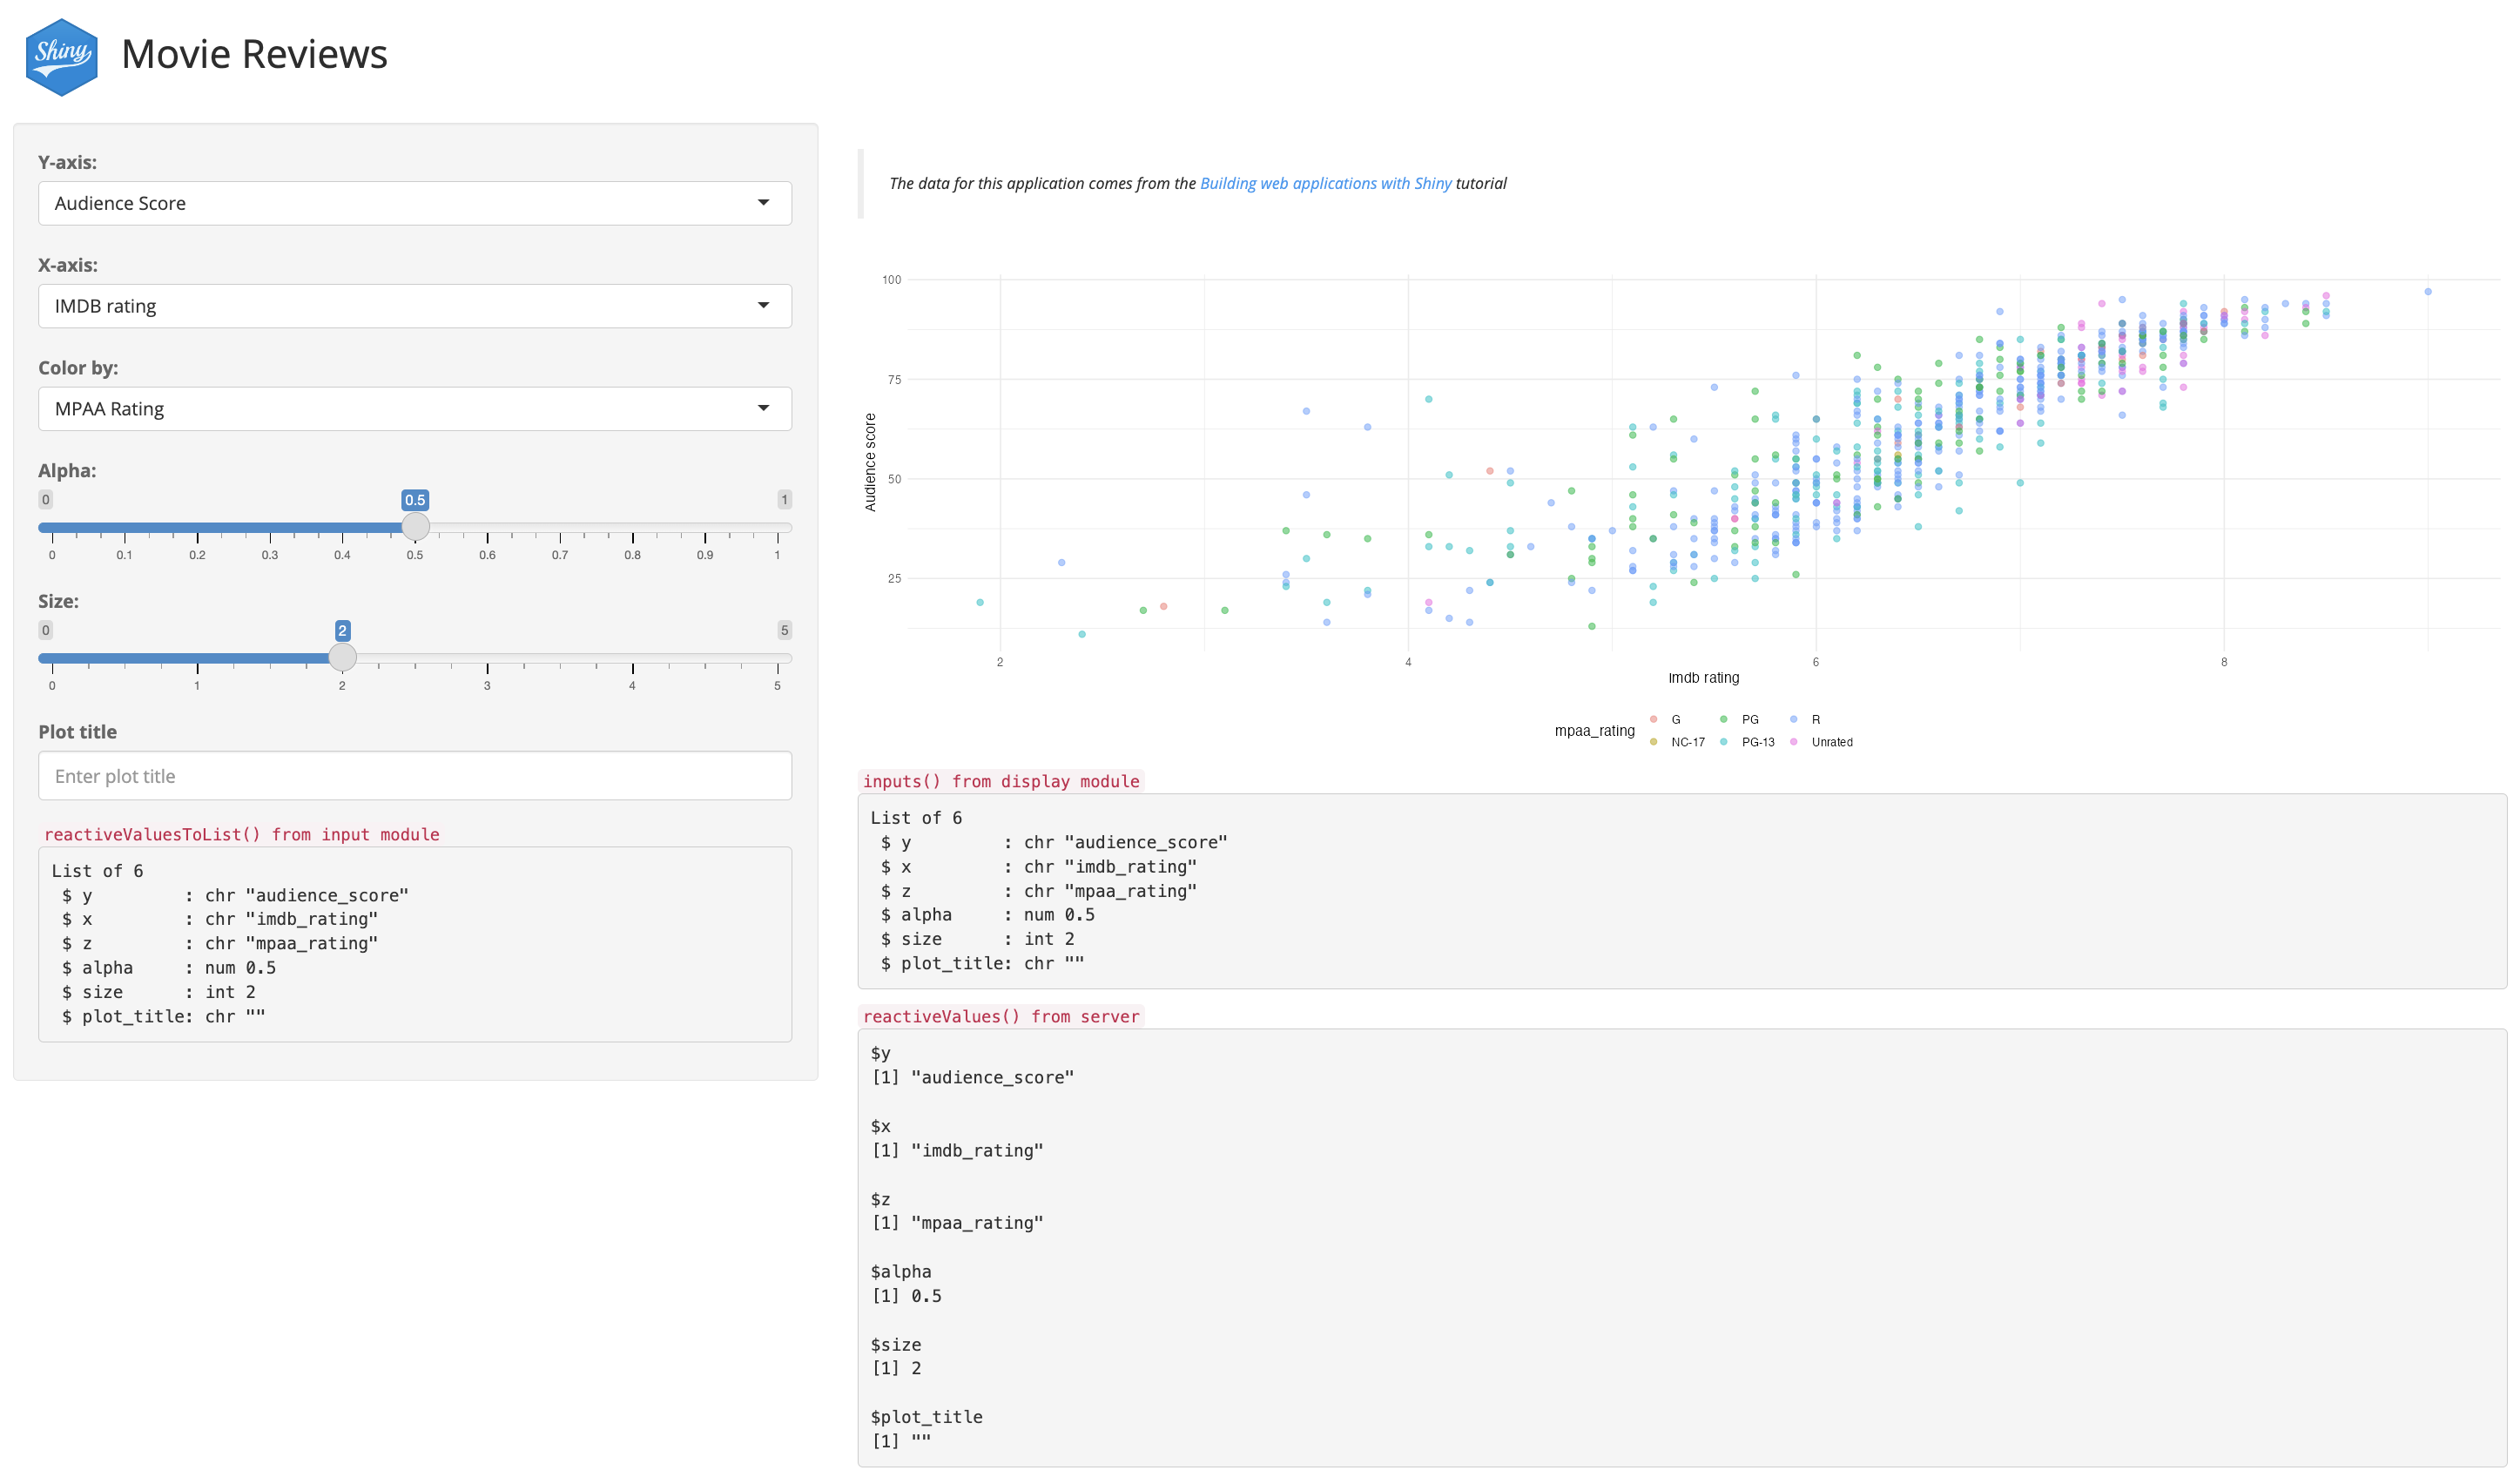 Shiny
Movie Reviews
Y-axis:
Audience Score
X-axis:
IMDB rating
Color by:
MPAA Rating
Alpha:
0 0.5 1
0 0.1 0.2 0.3 0.4 0.5 0.6 0.7 0.8 0.9 1
Size:
0 2 5
0 1 2 3 4 5
Plot title
Enter plot title
reactiveValuesToList() from input module
List of 6
$ y : chr "audience_score"
$ x : chr "imdb_rating"
$ z : chr "mpaa_rating"
$ alpha : num 0.5
$ size : int 2
$ plot_title: chr ""
The data for this application comes from the Building web applications with Shiny tutorial
100
75
50
25
Audience score
2 4 6 8
Imdb rating
mpaa_rating
G PG R
NC-17 PG-13 Unrated
inputs() from display module
List of 6
$ y : chr "audience_score"
$ x : chr "imdb_rating"
$ z : chr "mpaa_rating"
$ alpha : num 0.5
$ size : int 2
$ plot_title: chr ""
reactiveValues() from server
$y
[1] "audience_score"
$x
[1] "imdb_rating"
$z
[1] "mpaa_rating"
$alpha
[1] 0.5
$size
[1] 2
$plot_title
[1] ""